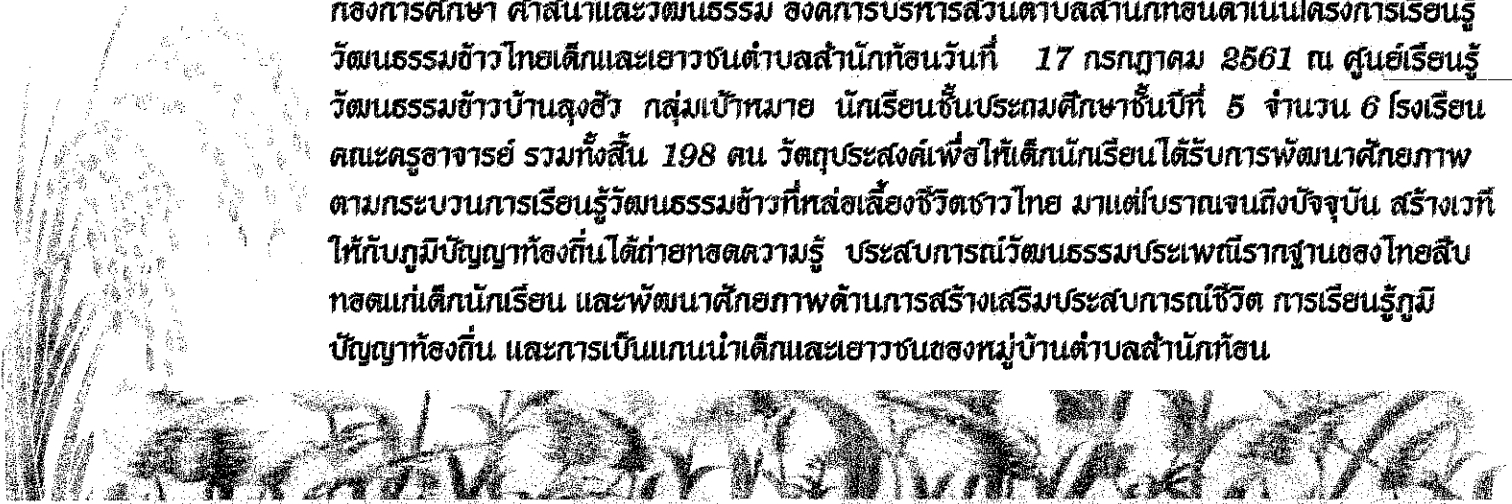 กองการศึกษา ศาสนาและวัฒนธรรม องค์การบริหารส่วนตำบลสำนักท้อนดำเนินโครงการเรียนรู้
วัฒนธรรมข้าวไทยเด็กและเยาวชนตำบลสำนักท้อนวันที่ 17 กรกฎาคม 2561 ณ ศูนย์เรียนรู้
วัฒนธรรมข้าวบ้านลุงฮัว กลุ่มเป้าหมาย นักเรียนชั้นประถมศึกษาชั้นปีที่ 5 จำนวน 6 โรงเรียน
คณะครูอาจารย์ รวมทั้งสิ้น 198 คน วัตถุประสงค์เพื่อให้เด็กนักเรียนได้รับการพัฒนาศักยภาพ
ตามกระบวนการเรียนรู้วัฒนธรรมข้าวที่หล่อเลี้ยงชีวิตชาวไทย มาแต่โบราณจนถึงปัจจุบัน สร้างเวที
ให้กับภูมิปัญญาท้องถิ่นได้ถ่ายทอดความรู้ ประสบการณ์วัฒนธรรมประเพณีรากฐานของไทยสืบ
ทอดแก่เด็กนักเรียน และพัฒนาศักยภาพด้านการสร้างเสริมประสบการณ์ชีวิต การเรียนรู้ภูมิ
ปัญญาท้องถิ่น และการเป็นแกนนำเด็กและเยาวชนของหมู่บ้านตำบลสำนักท้อน